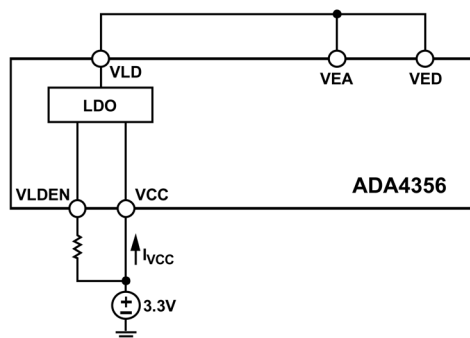 VLD
VEA
VED
LDO
VLDEN
VCC
ADA4356
IVCC
+
−
3.3V